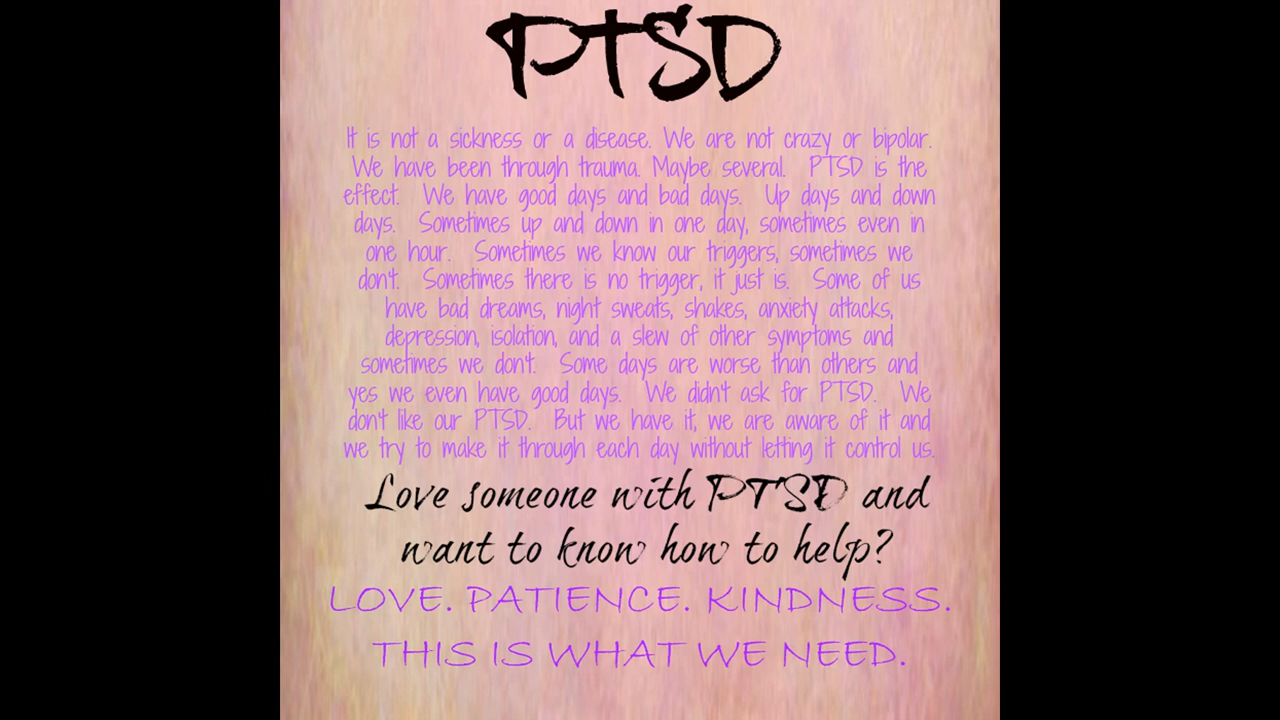 PTSD
It is not a sickness or a disease. We are not crazy or bipolar.
We have been through trauma. Maybe several. PTSD is the
effect. We have good days and bad days. Up days and down
days. Sometimes up and down in one day, sometimes even in
one hour. Sometimes we know our triggers, sometimes we
don't. Sometimes there is no trigger, it just is. Some of us
have bad dreams, night sweats, shakes, anxiety attacks,
depression, isolation, and a slew of other symptoms and
sometimes we don't. Some days are worse than others and
yes we even have good days. We didn't ask for PTSD. We
don't like our PTSD. But we have it, we are aware of it and
we try to make it through each day without letting it control us.
Love someone with PTSD and
want to know how to help?
LOVE. PATIENCE. KINDNESS.
THIS IS WHAT WE NEED.